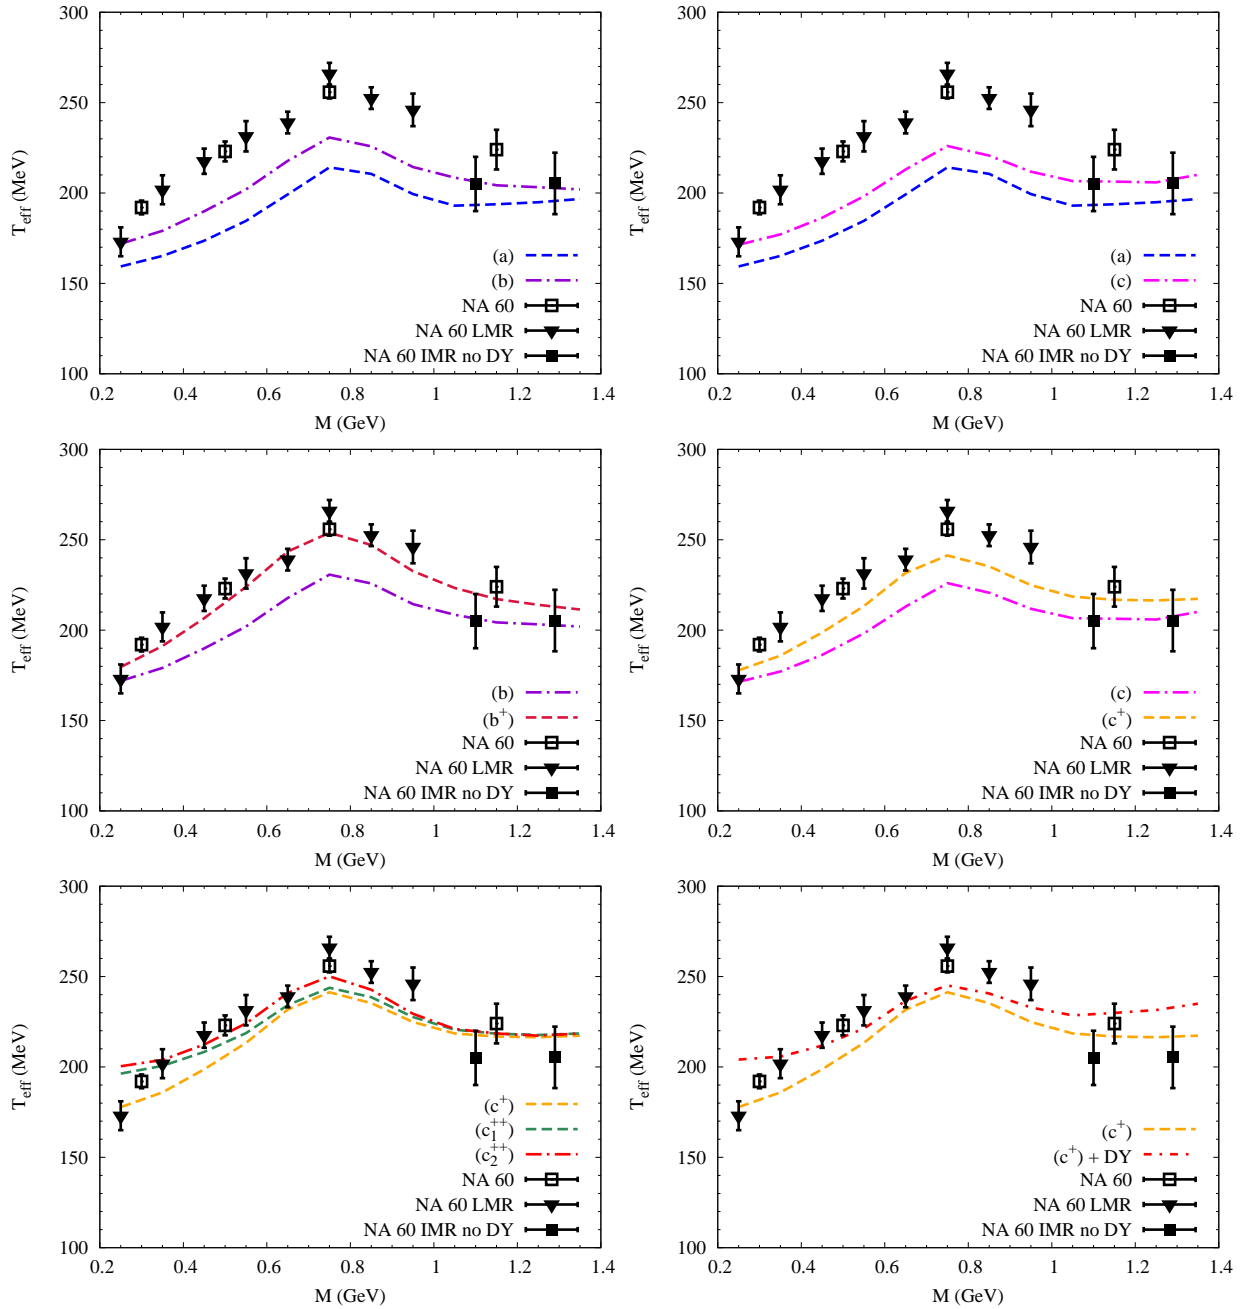 300
250
200
150
100
T_eff (MeV)
(a)
(b)
NA 60
NA 60 LMR
NA 60 IMR no DY
0.2 0.4 0.6 0.8 1 1.2 1.4
M (GeV)
300
250
200
150
100
T_eff (MeV)
(a)
(c)
NA 60
NA 60 LMR
NA 60 IMR no DY
0.2 0.4 0.6 0.8 1 1.2 1.4
M (GeV)
300
250
200
150
100
T_eff (MeV)
(b)
(b^+)
NA 60
NA 60 LMR
NA 60 IMR no DY
0.2 0.4 0.6 0.8 1 1.2 1.4
M (GeV)
300
250
200
150
100
T_eff (MeV)
(c)
(c^+)
NA 60
NA 60 LMR
NA 60 IMR no DY
0.2 0.4 0.6 0.8 1 1.2 1.4
M (GeV)
300
250
200
150
100
T_eff (MeV)
(c^+)
(c_1^++)
(c_2^++)
NA 60
NA 60 LMR
NA 60 IMR no DY
0.2 0.4 0.6 0.8 1 1.2 1.4
M (GeV)
300
250
200
150
100
T_eff (MeV)
(c^+)
(c^+) + DY
NA 60
NA 60 LMR
NA 60 IMR no DY
0.2 0.4 0.6 0.8 1 1.2 1.4
M (GeV)